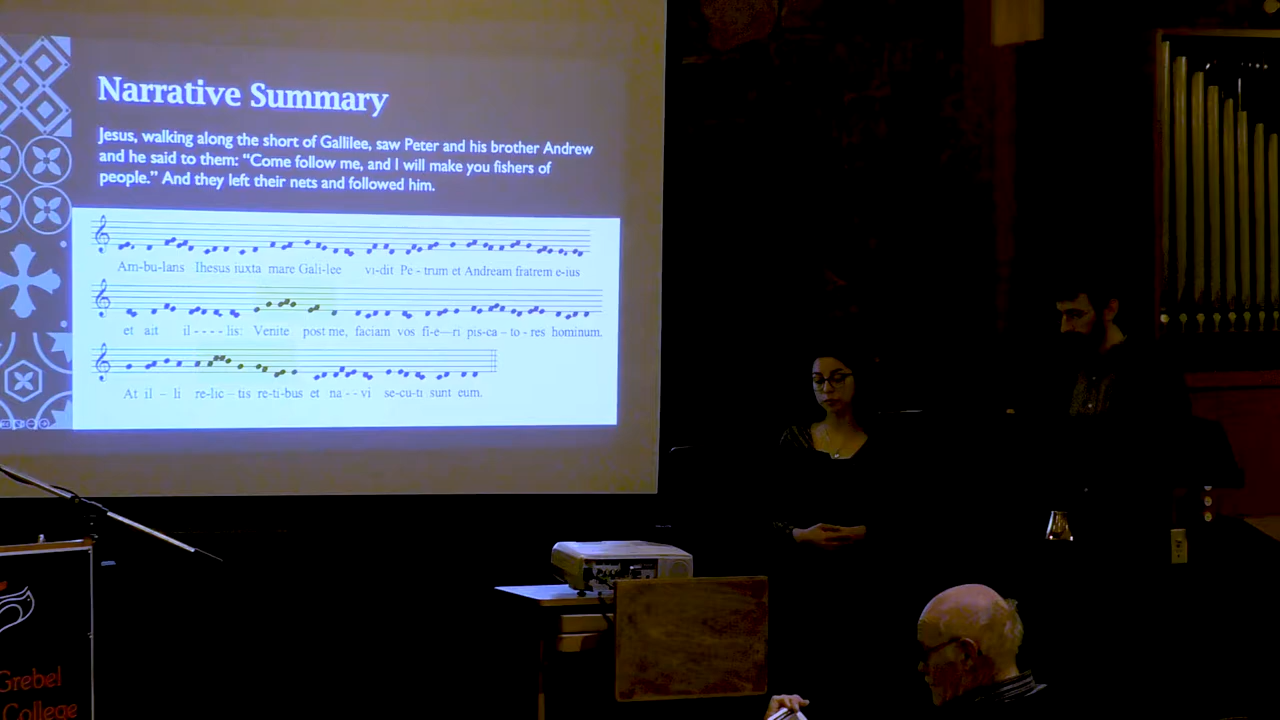 Narrative Summary
Jesus, walking along the short of Gallilee, saw Peter and his brother Andrew
and he said to them: “Come follow me, and I will make you fishers of
people.” And they left their nets and followed him.
Am-bu-lans Ihesus iuxta mare Gali-lee vi-dit Pe - trum et Andream fratrem e-ius
et ait il - - - - lis: Venite post me, faciam vos fi-e—ri pis-ca – to - res hominum.
At il – li re-lic – tis re-ti-bus et na - - vi se-cu-ti sunt eum.
Grebel
College